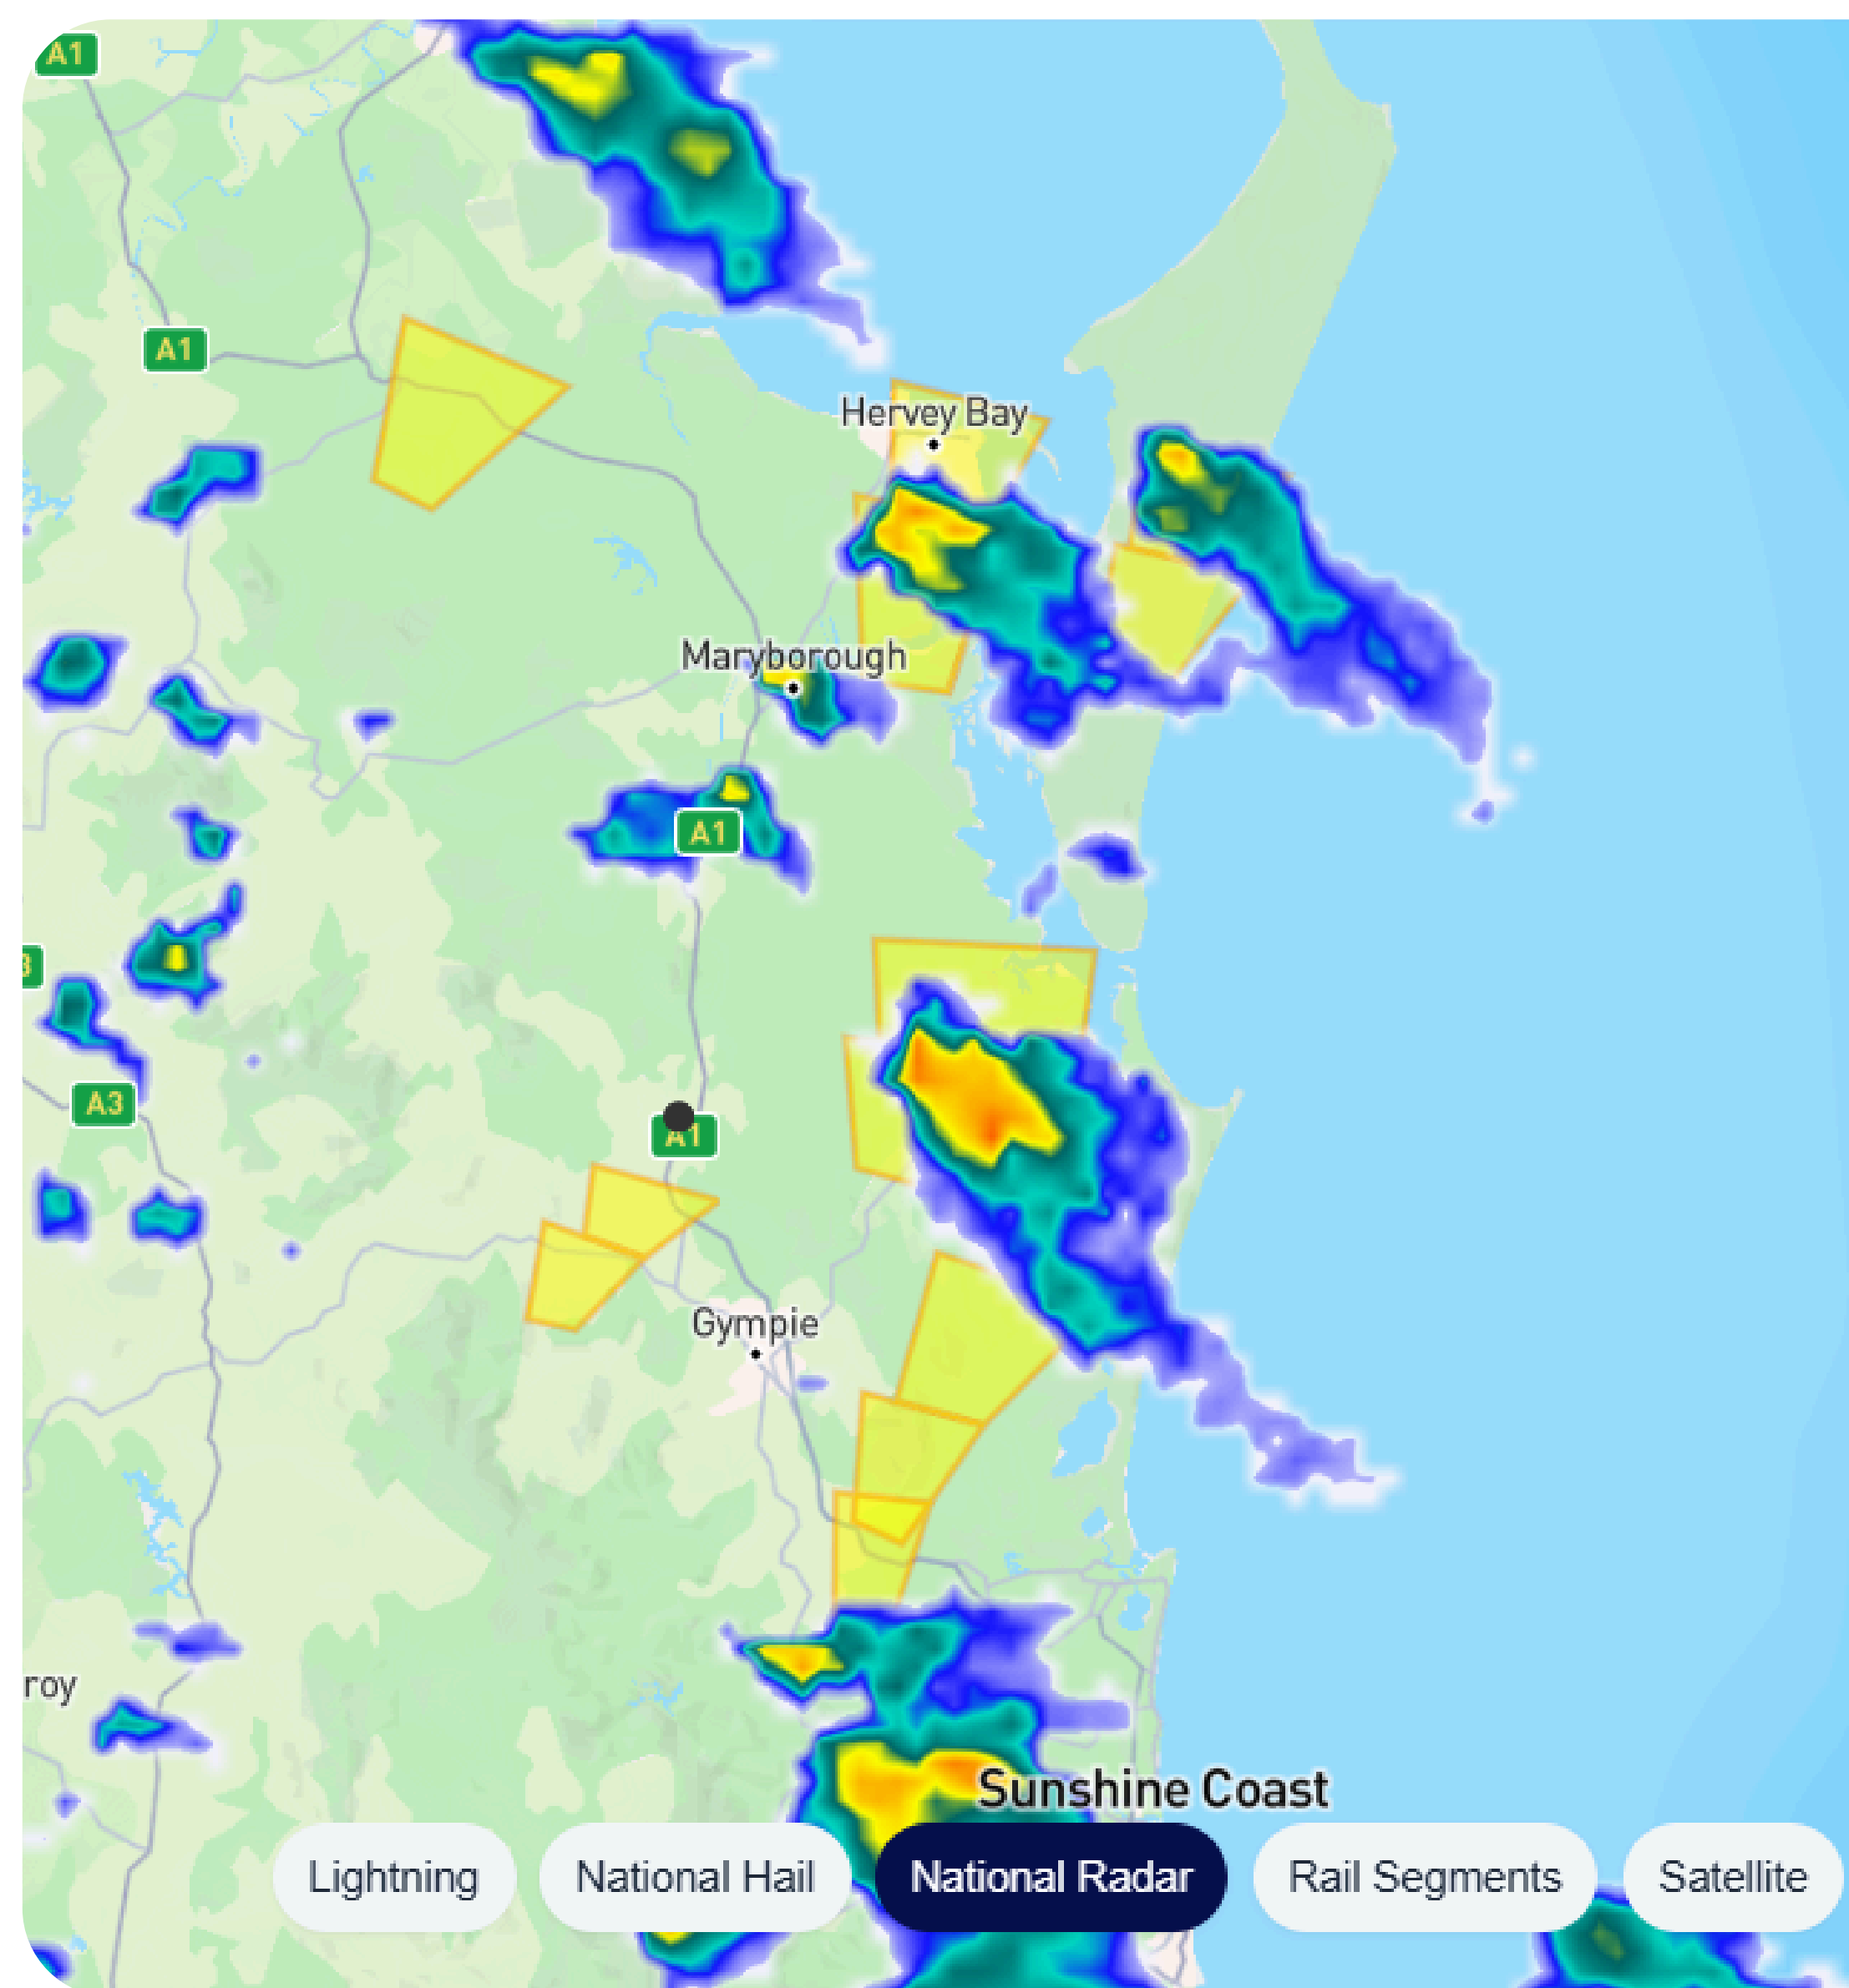 A1
A1
Hervey Bay
Maryborough
A1
A3
A1
Gympie
roy
Sunshine Coast
Lightning
National Hail
National Radar
Rail Segments
Satellite